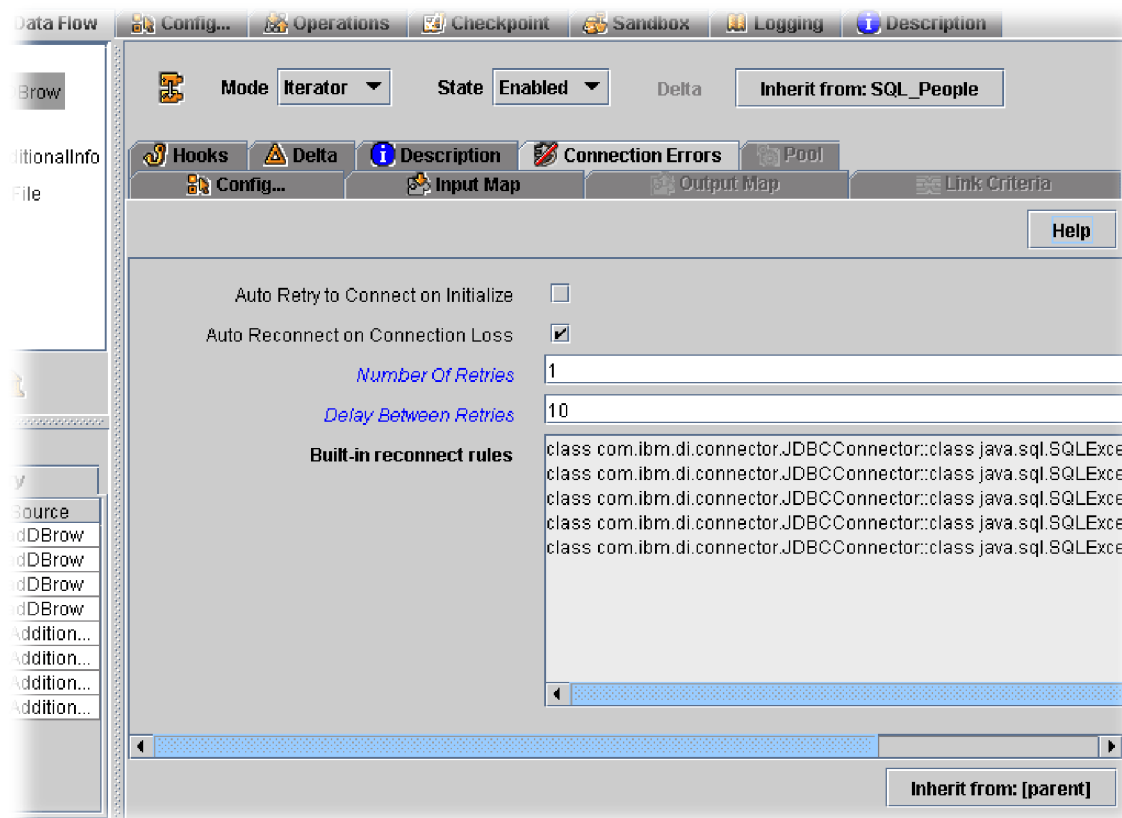 Data Flow Config... Operations Checkpoint Sandbox Logging Description
Brow
Mode Iterator State Enabled Delta Inherit from: SQL_People
ditionalInfo
Hooks Delta Description Connection Errors Pool
File
Config... Input Map Output Map Link Criteria
Help
Auto Retry to Connect on Initialize
Auto Reconnect on Connection Loss
Number Of Retries 1
Delay Between Retries 10
Built-in reconnect rules
class com.ibm.di.connector.JDBCConnector::class java.sql.SQLExce
class com.ibm.di.connector.JDBCConnector::class java.sql.SQLExce
class com.ibm.di.connector.JDBCConnector::class java.sql.SQLExce
class com.ibm.di.connector.JDBCConnector::class java.sql.SQLExce
class com.ibm.di.connector.JDBCConnector::class java.sql.SQLExce
y
Source
dDBrow
dDBrow
dDBrow
dDBrow
Addition...
Addition...
Addition...
Addition...
Inherit from: [parent]